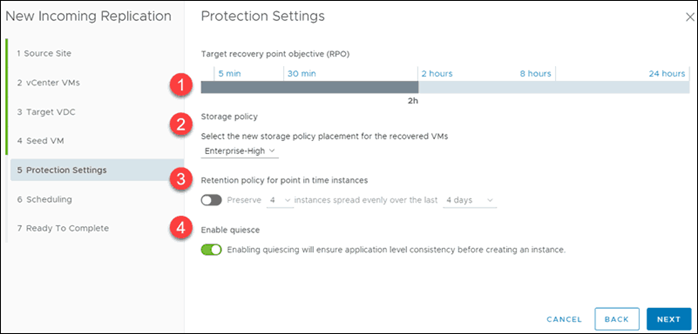 New Incoming Replication
1 Source Site
2 vCenter VMs
3 Target VDC
4 Seed VM
5 Protection Settings
6 Scheduling
7 Ready To Complete
Protection Settings
Target recovery point objective (RPO)
5 min 30 min 2 hours 8 hours 24 hours
1
2h
2 Storage policy
Select the new storage policy placement for the recovered VMs
Enterprise-High
3 Retention policy for point in time instances
Preserve 4 instances spread evenly over the last 4 days
4 Enable quiesce
Enabling quiescing will ensure application level consistency before creating an instance.
CANCEL BACK NEXT